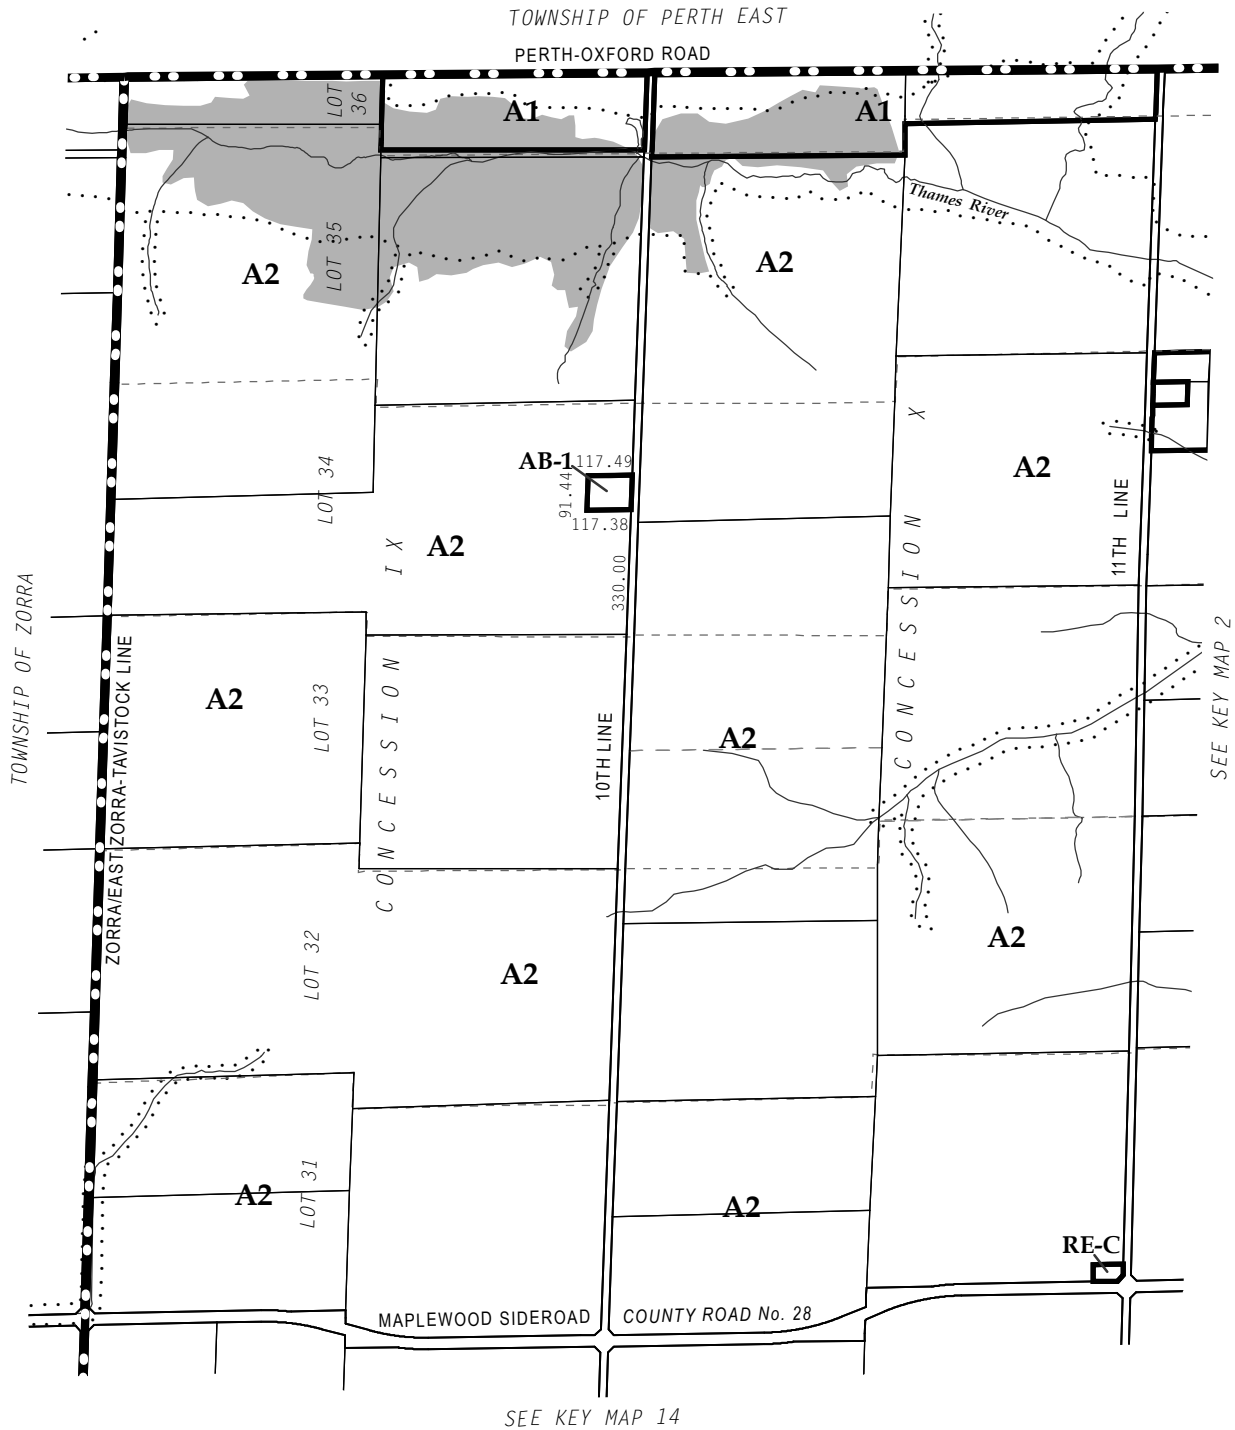 TOWNSHIP OF PERTH EAST
PERTH-OXFORD ROAD
LOT 36
A1
A1
Thames River
LOT 35
A2
A2
X
AB-1
117.49
91.44
117.38
330.00
LOT 34
A2
IX
A2
11TH LINE
TOWNSHIP OF ZORRA
ZORRA/EAST ZORRA-TAVISTOCK LINE
A2
LOT 33
CONCESSION
10TH LINE
A2
CONCESSION
SEE KEY MAP 2
LOT 32
A2
A2
LOT 31
A2
A2
RE-C
MAPLEWOOD SIDEROAD
COUNTY ROAD No. 28
SEE KEY MAP 14